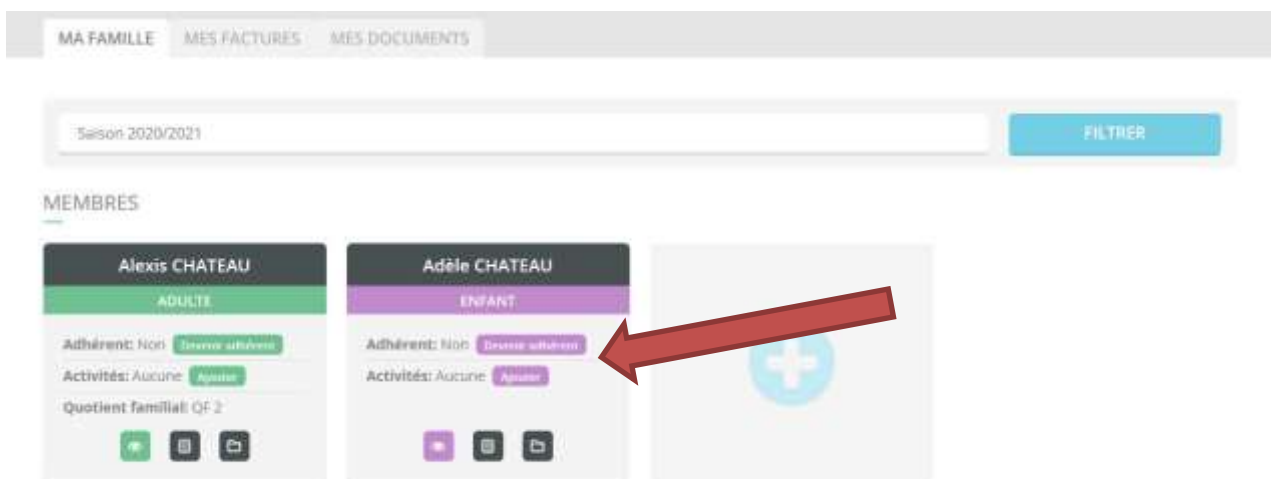 MA FAMILLE MES FACTURES MES DOCUMENTS
Saison 2020/2021 FILTRER
MEMBRES
Alexis CHATEAU
ADULTE
Adhérent: Non Devenir adhérent
Activités: Aucune Ajouter
Quotient familial: QF 2
Adèle CHATEAU
ENFANT
Adhérent: Non Devenir adhérent
Activités: Aucune Ajouter